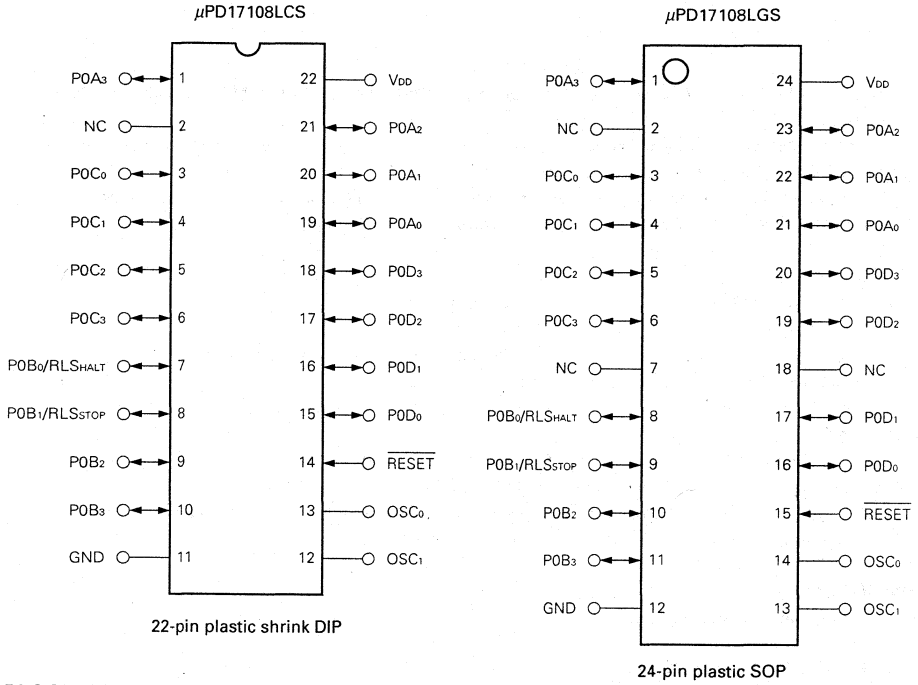 μPD17108LCS
P0A3 1 22 VDD
NC 2 21 P0A2
P0C0 3 20 P0A1
P0C1 4 19 P0A0
P0C2 5 18 P0D3
P0C3 6 17 P0D2
P0B0/RLSHALT 7 16 P0D1
P0B1/RLSSTOP 8 15 P0D0
P0B2 9 14 RESET
P0B3 10 13 OSC0
GND 11 12 OSC1
22-pin plastic shrink DIP
μPD17108LGS
P0A3 1 24 VDD
NC 2 23 P0A2
P0C0 3 22 P0A1
P0C1 4 21 P0A0
P0C2 5 20 P0D3
P0C3 6 19 P0D2
NC 7 18 NC
P0B0/RLSHALT 8 17 P0D1
P0B1/RLSSTOP 9 16 P0D0
P0B2 10 15 RESET
P0B3 11 14 OSC0
GND 12 13 OSC1
24-pin plastic SOP